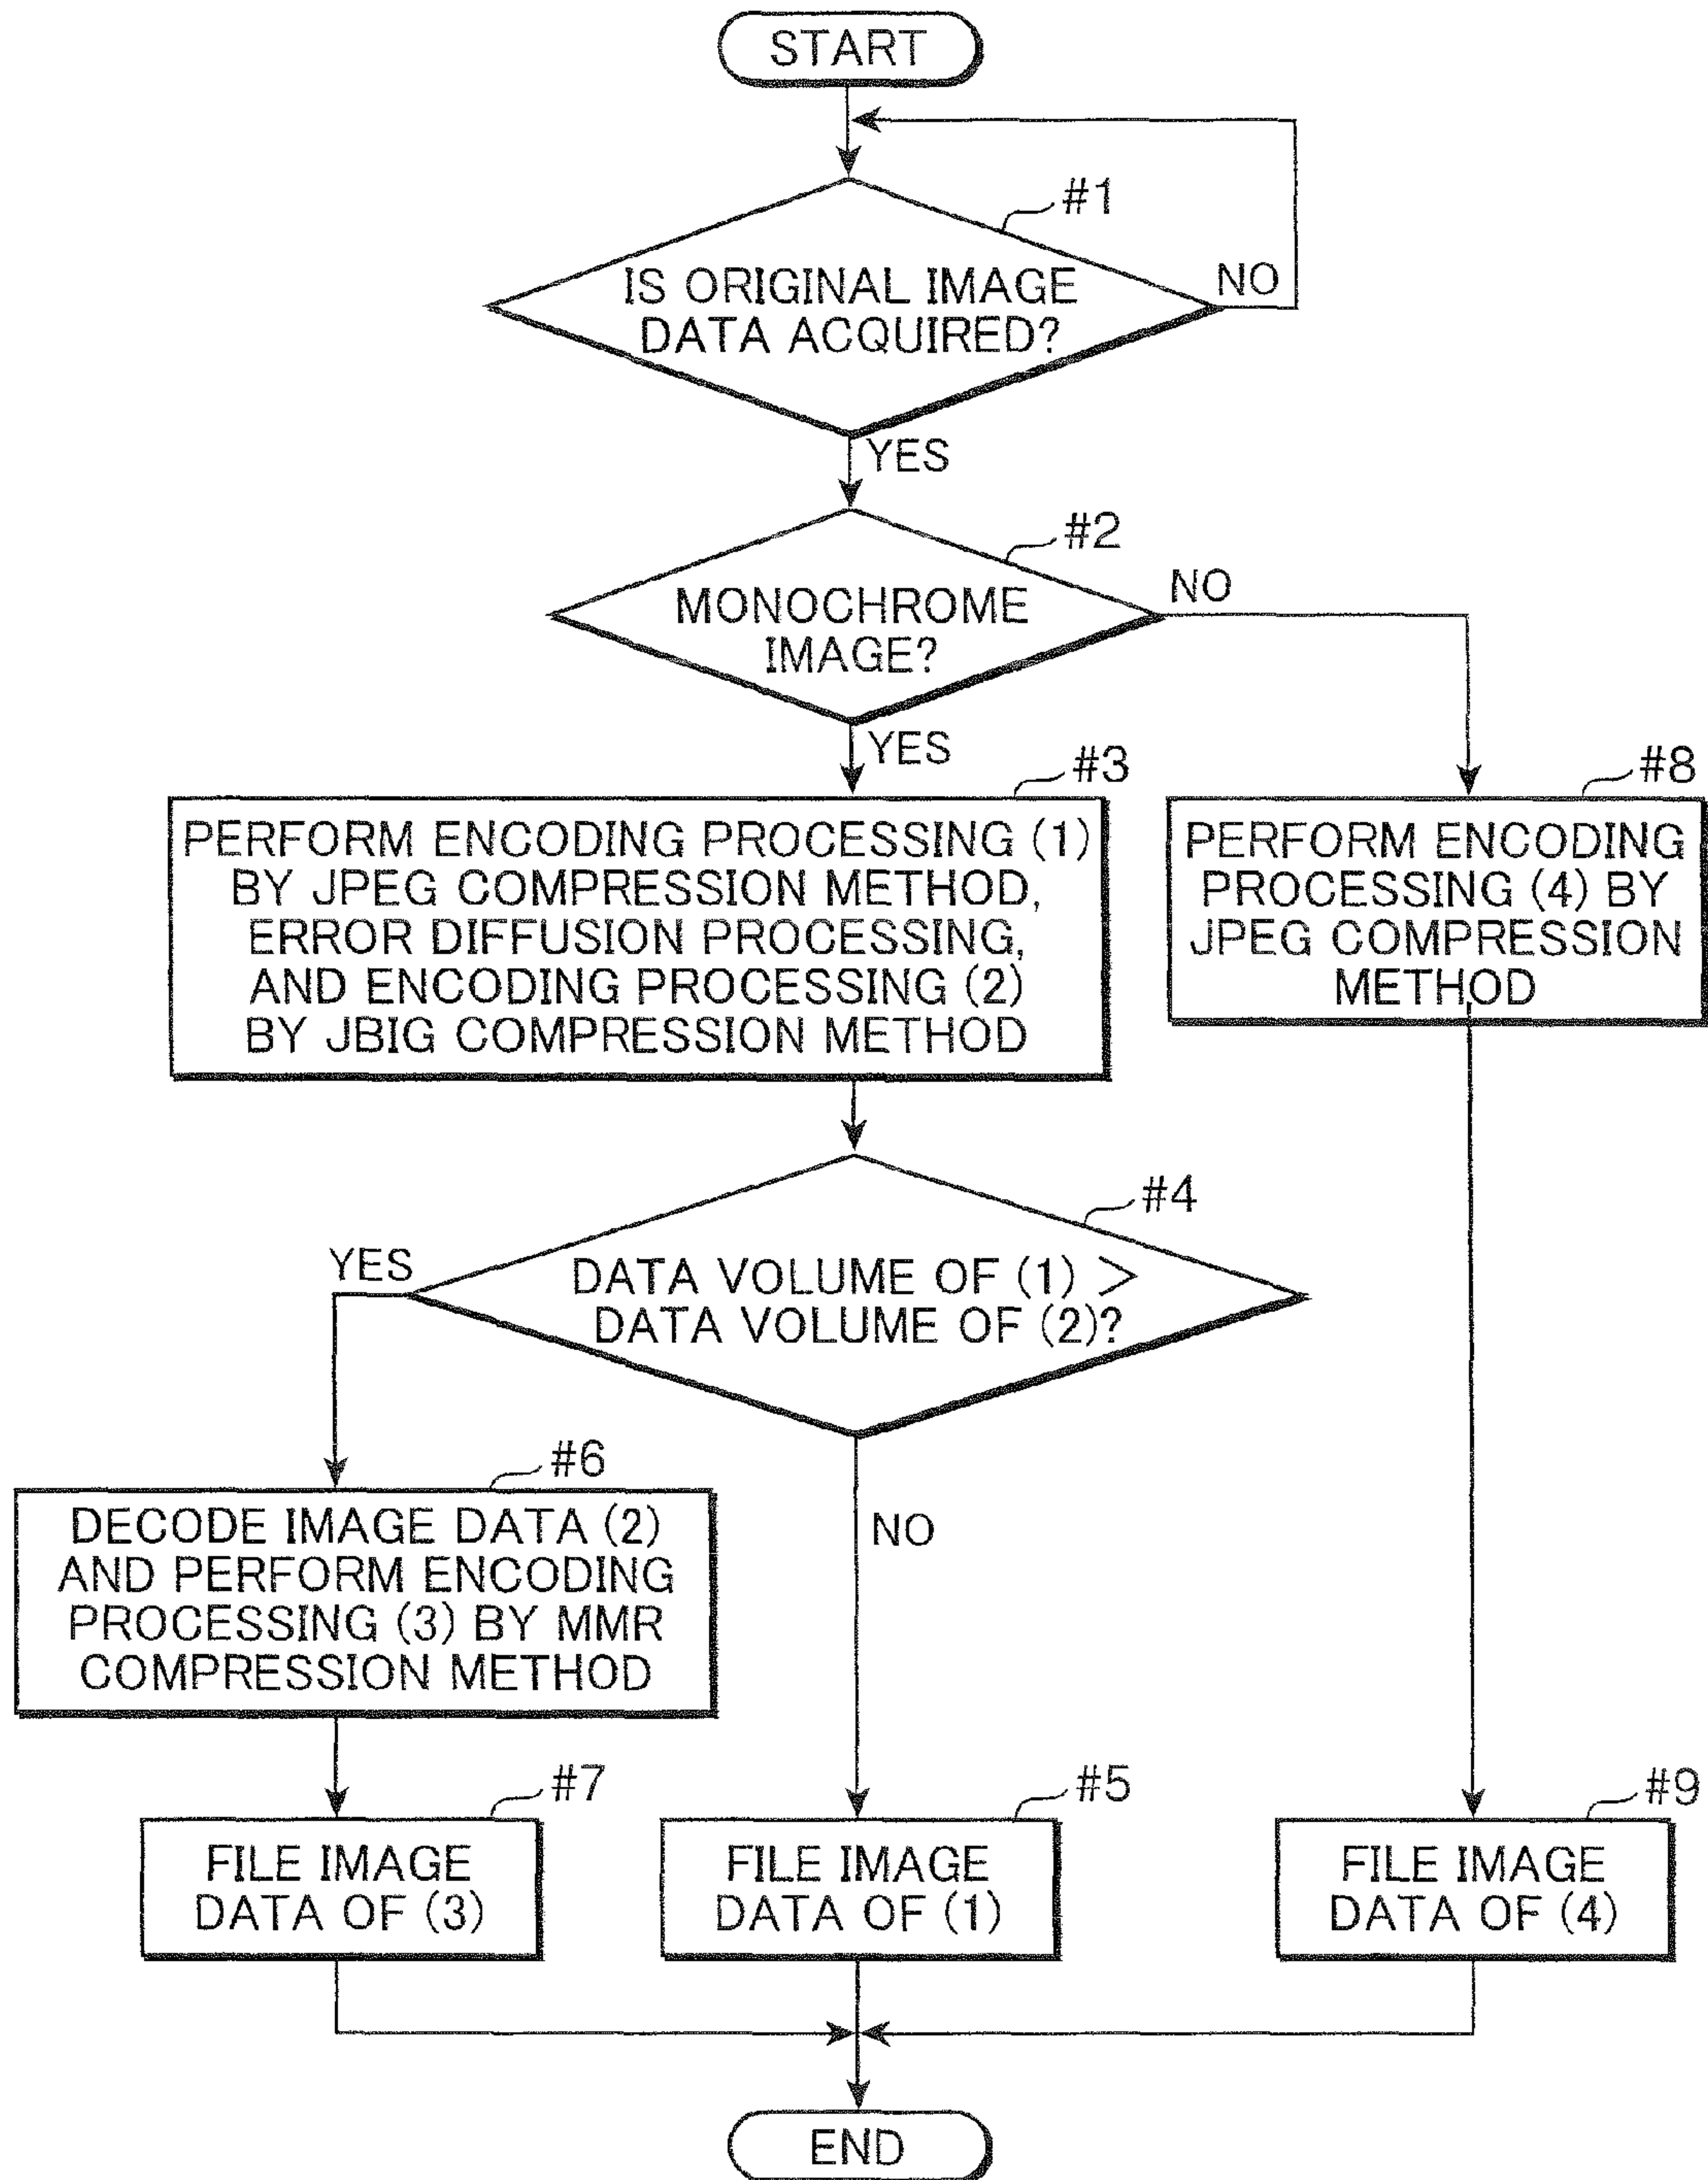 START
#1
IS ORIGINAL IMAGE
DATA ACQUIRED?
NO
YES
#2
MONOCHROME
IMAGE?
NO
YES
#3
PERFORM ENCODING PROCESSING (1)
BY JPEG COMPRESSION METHOD,
ERROR DIFFUSION PROCESSING,
AND ENCODING PROCESSING (2)
BY JBIG COMPRESSION METHOD
#8
PERFORM ENCODING
PROCESSING (4) BY
JPEG COMPRESSION
METHOD
#4
DATA VOLUME OF (1) >
DATA VOLUME OF (2)?
YES
NO
#6
DECODE IMAGE DATA (2)
AND PERFORM ENCODING
PROCESSING (3) BY MMR
COMPRESSION METHOD
#7
FILE IMAGE
DATA OF (3)
#5
FILE IMAGE
DATA OF (1)
#9
FILE IMAGE
DATA OF (4)
END